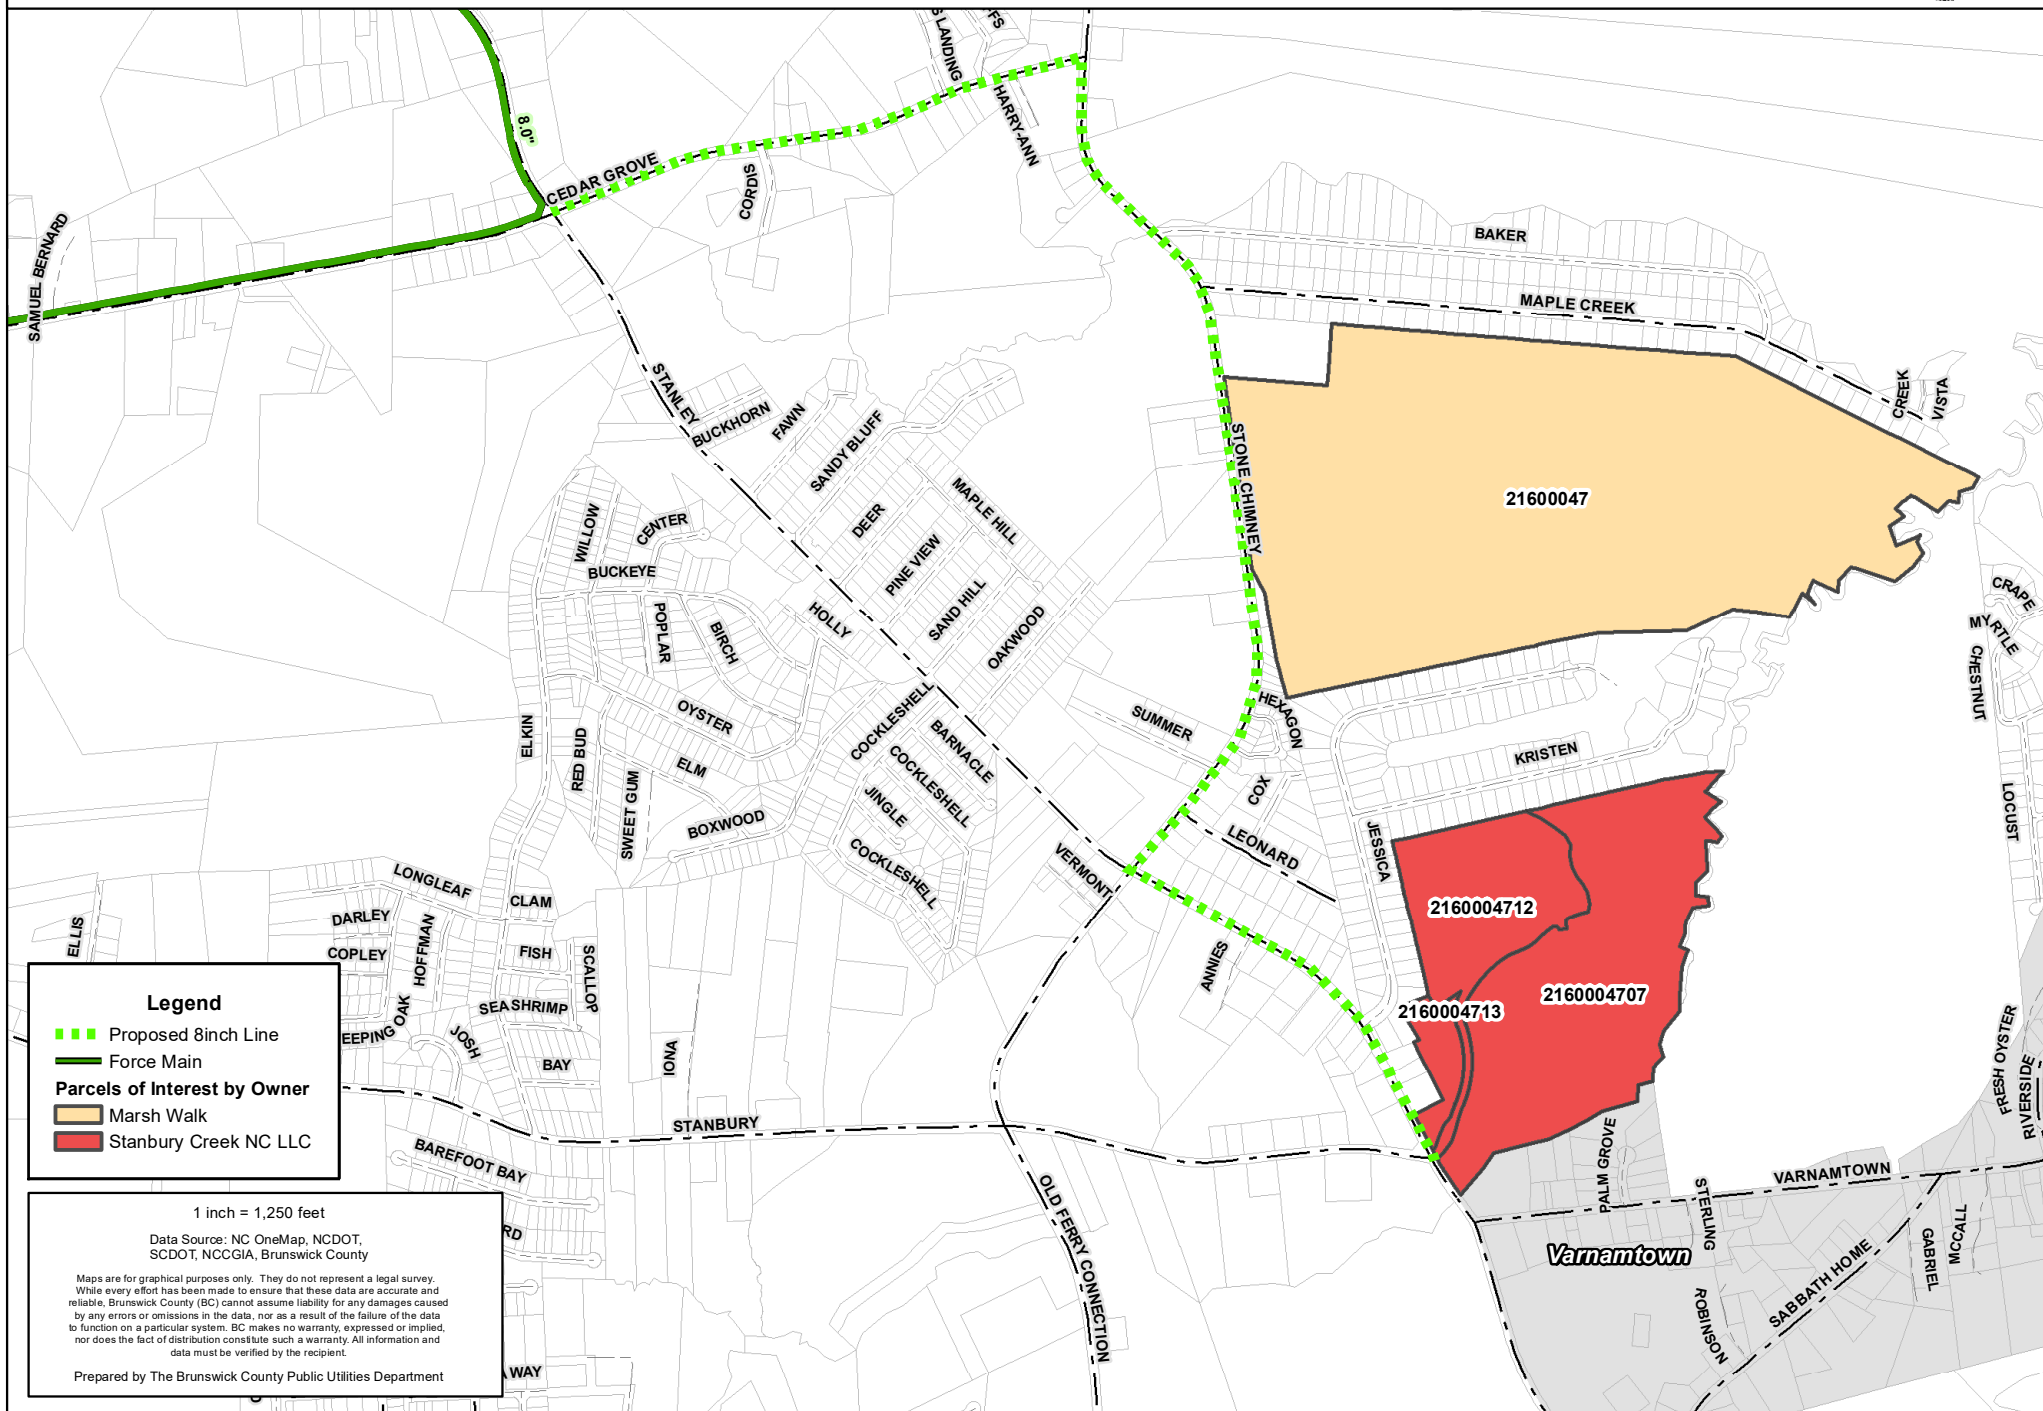 LANDING
FFS
HARRY-ANN
8.0"
CEDAR GROVE
CORDIS
SAMUEL BERNARD
BAKER
MAPLE CREEK
CREEK
VISTA
STANLEY
BUCKHORN
FAWN
SANDY BLUFF
STONE CHIMNEY
21600047
MAPLE HILL
DEER
PINE VIEW
SAND HILL
OAKWOOD
WILLOW
CENTER
BUCKEYE
POPLAR
BIRCH
HOLLY
CRAPE
MYRTLE
CHESTNUT
LOCUST
ELKIN
OYSTER
RED BUD
ELM
SWEET GUM
BOXWOOD
COCKLESHELL
BARNACLE
COCKLESHELL
JINGLE
COCKLESHELL
SUMMER
HEXAGON
COX
LEONARD
KRISTEN
JESSICA
VERMONT
ANNIES
2160004712
2160004707
2160004713
LONGLEAF
CLAM
DARLEY
COPLEY
HOFFMAN
FISH
SCALLOP
SEASHRIMP
EEPING OAK
JOSH
BAY
IONA
ELLIS
STANBURY
BAREFOOT BAY
RD
OLD FERRY CONNECTION
FRESH OYSTER
RIVERSIDE
PALM GROVE
STERLING
VARNAMTOWN
Varnamtown
SABBATH HOME
GABRIEL
MCCALL
ROBINSON
WAY
Legend
Proposed 8inch Line
Force Main
Parcels of Interest by Owner
Marsh Walk
Stanbury Creek NC LLC
1 inch = 1,250 feet
Data Source: NC OneMap, NCDOT,
SCDOT, NCCGIA, Brunswick County
Maps are for graphical purposes only. They do not represent a legal survey.
While every effort has been made to ensure that these data are accurate and
reliable, Brunswick County (BC) cannot assume liability for any damages caused
by any errors or omissions in the data, nor as a result of the failure of the data
to function on a particular system. BC makes no warranty, expressed or implied,
nor does the fact of distribution constitute such a warranty. All information and
data must be verified by the recipient.
Prepared by The Brunswick County Public Utilities Department